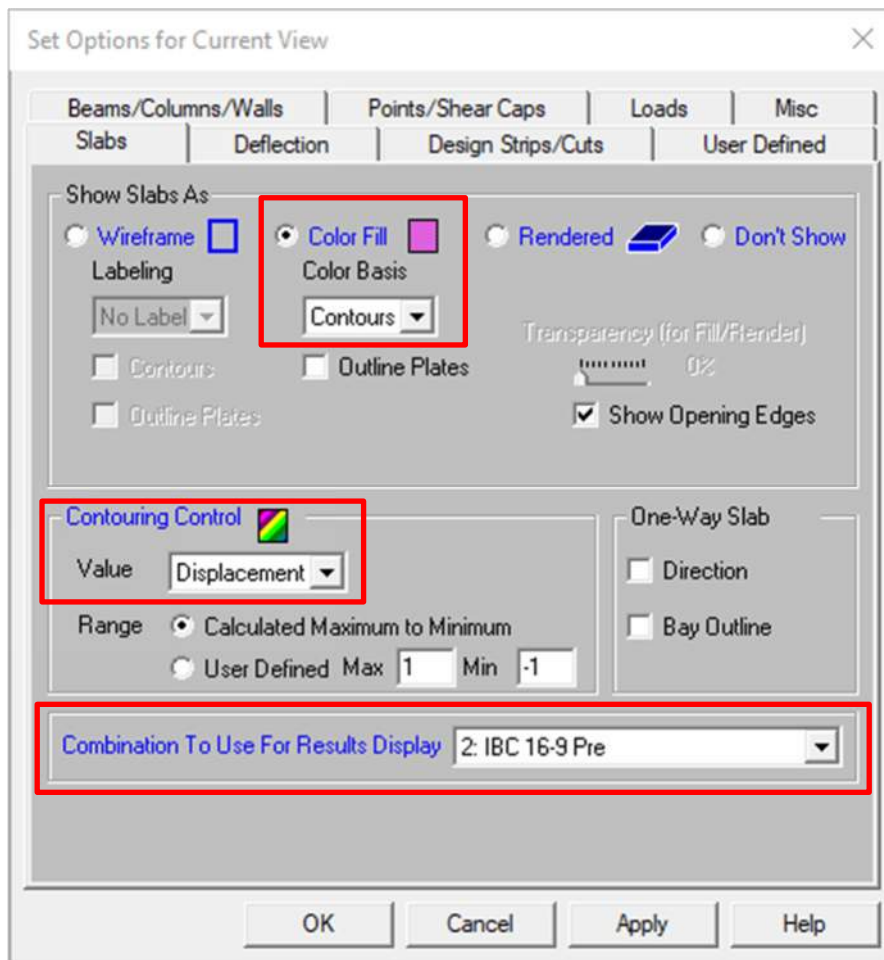 Set Options for Current View
Beams/Columns/Walls Points/Shear Caps Loads Misc
Slabs Deflection Design Strips/Cuts User Defined
Show Slabs As
Wireframe Color Fill Rendered Don't Show
Labeling Color Basis
No Label Contours Transparency (for Fill/Render)
Contours Outline Plates 0%
Outline Plates Show Opening Edges
Contouring Control One-Way Slab
Value Displacement Direction
Range Calculated Maximum to Minimum Bay Outline
User Defined Max 1 Min -1
Combination To Use For Results Display 2: IBC 16-9 Pre
OK Cancel Apply Help